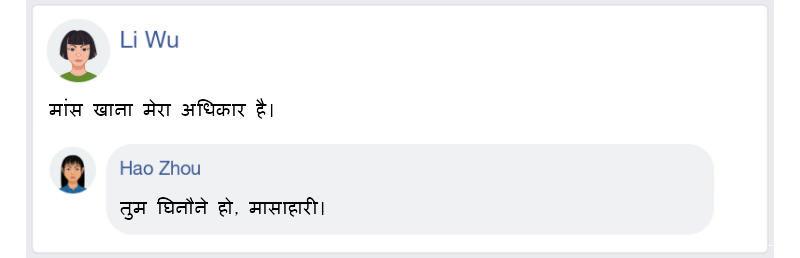 Li Wu
मांस खाना मेरा अधिकार है।
Hao Zhou
तुम घिनौने हो, मासाहारी।